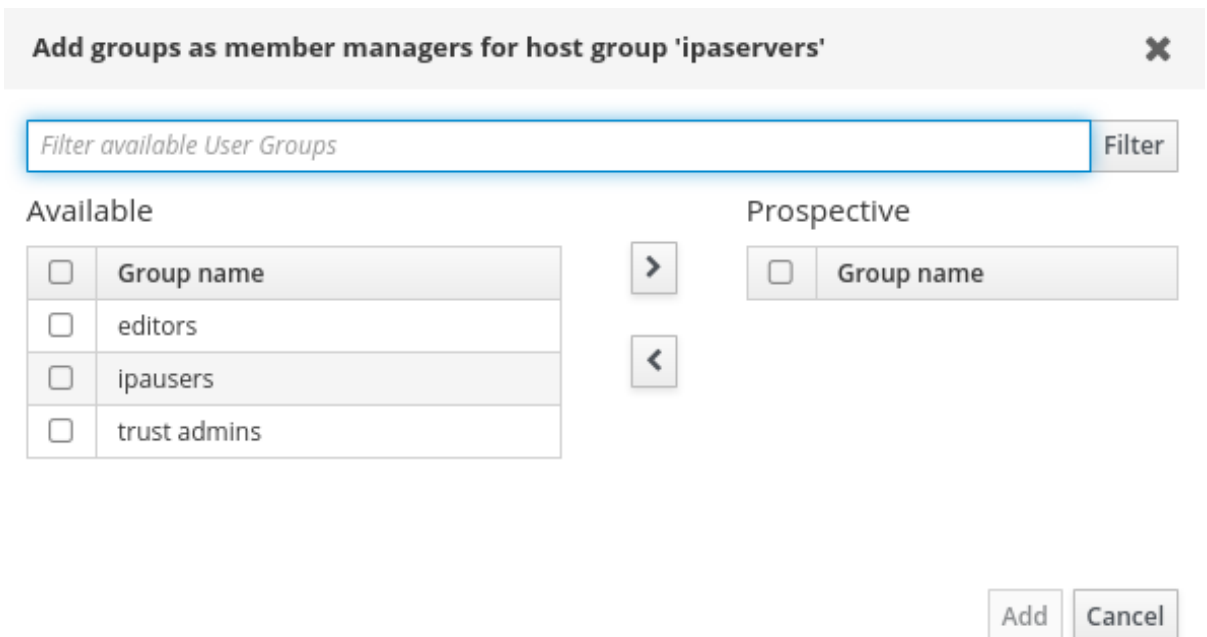 Add groups as member managers for host group 'ipaservers'
Filter available User Groups
Filter
Available
Group name
editors
ipausers
trust admins
Prospective
Group name
Add
Cancel